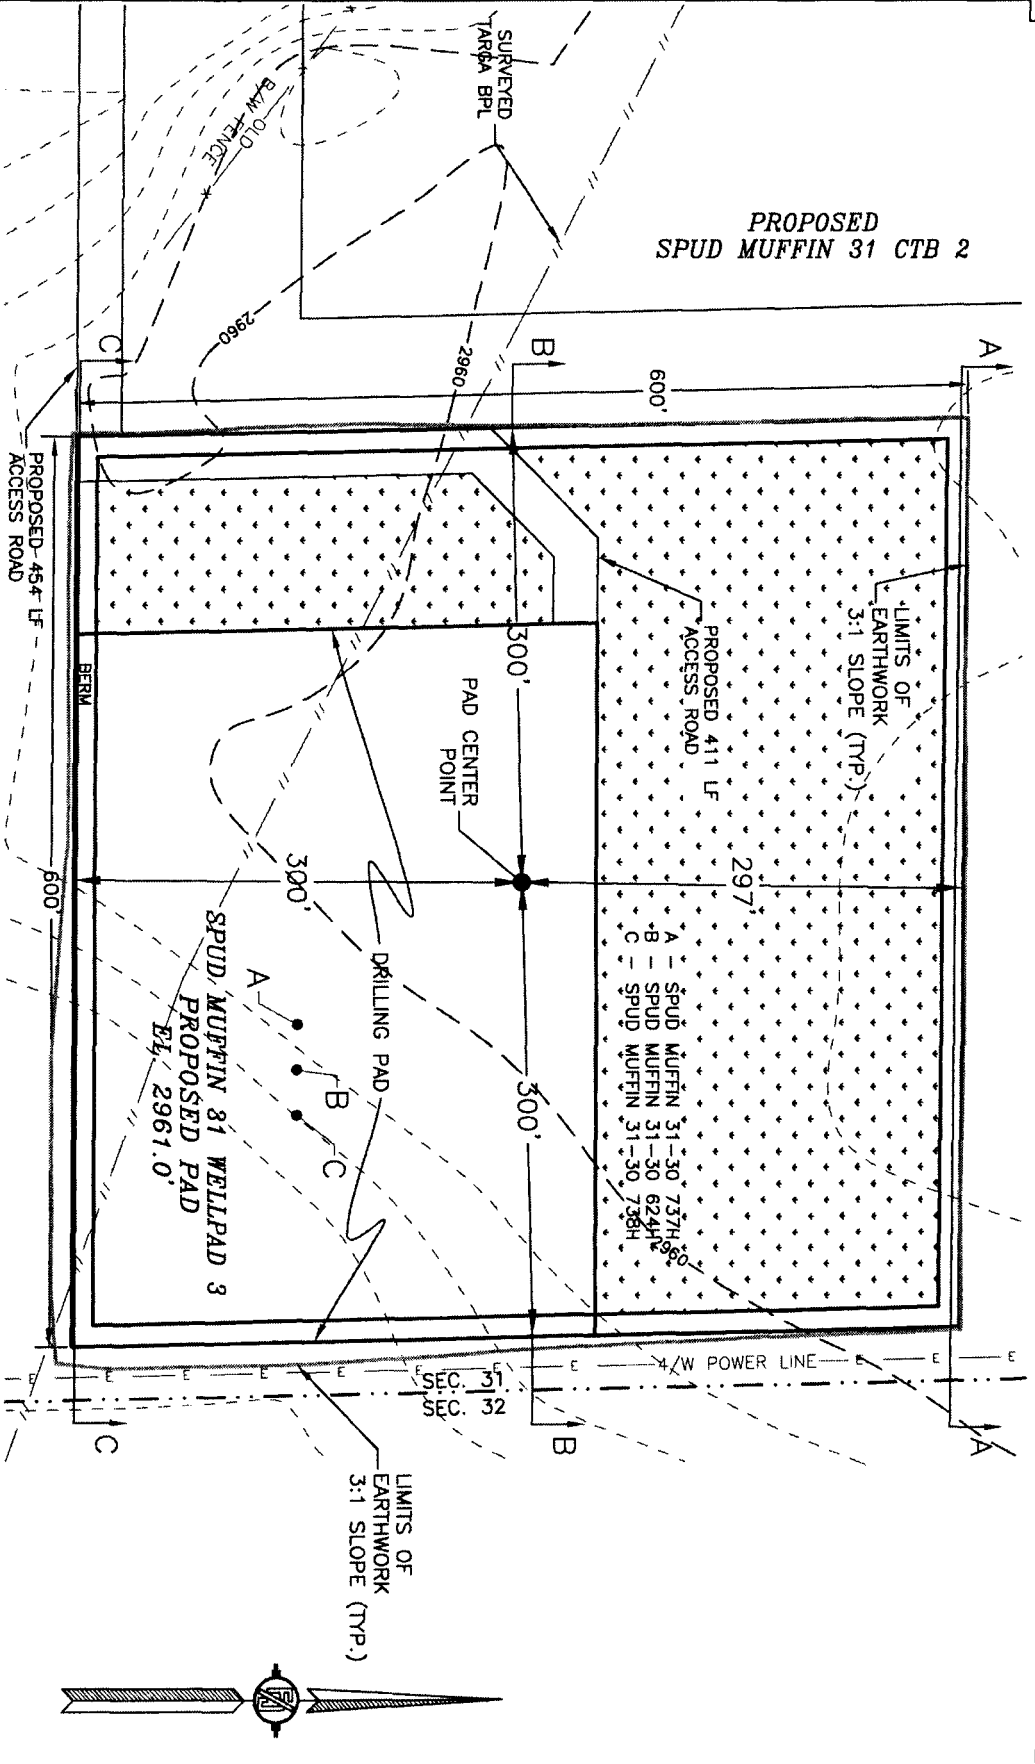 PROPOSED
SPUD MUFFIN 31 CTB 2
SURVEYED
TARGA BPL
OLD
B/W FENCE
2960
2960
A
B
C
600'
LIMITS OF
EARTHWORK
3:1 SLOPE (TYP.)
PROPOSED 411 LF
ACCESS ROAD
PROPOSED 454 LF
ACCESS ROAD
BERM
300'
PAD CENTER
POINT
297'
300'
300'
600'
DRILLING PAD
A - SPUD MUFFIN 31-30 737H
B - SPUD MUFFIN 31-30 624H
C - SPUD MUFFIN 31-30 738H
2960
A
B
C
SPUD MUFFIN 31 WELLPAD 3
PROPOSED PAD
EL. 2961.0'
E E E E E 4/W POWER LINE E E E
SEC. 31
SEC. 32
A
B
C
LIMITS OF
EARTHWORK
3:1 SLOPE (TYP.)